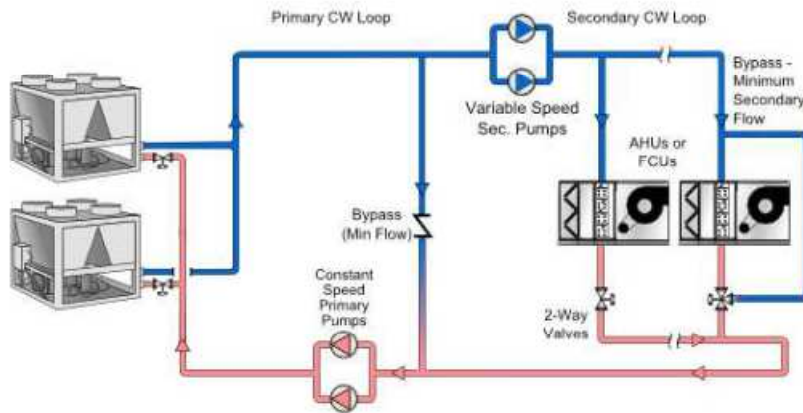 Primary CW Loop
Secondary CW Loop
Bypass -
Minimum
Secondary
Flow
Variable Speed
Sec. Pumps
AHUs or
FCUs
Bypass
(Min Flow)
Constant
Speed
Primary
Pumps
2-Way
Valves